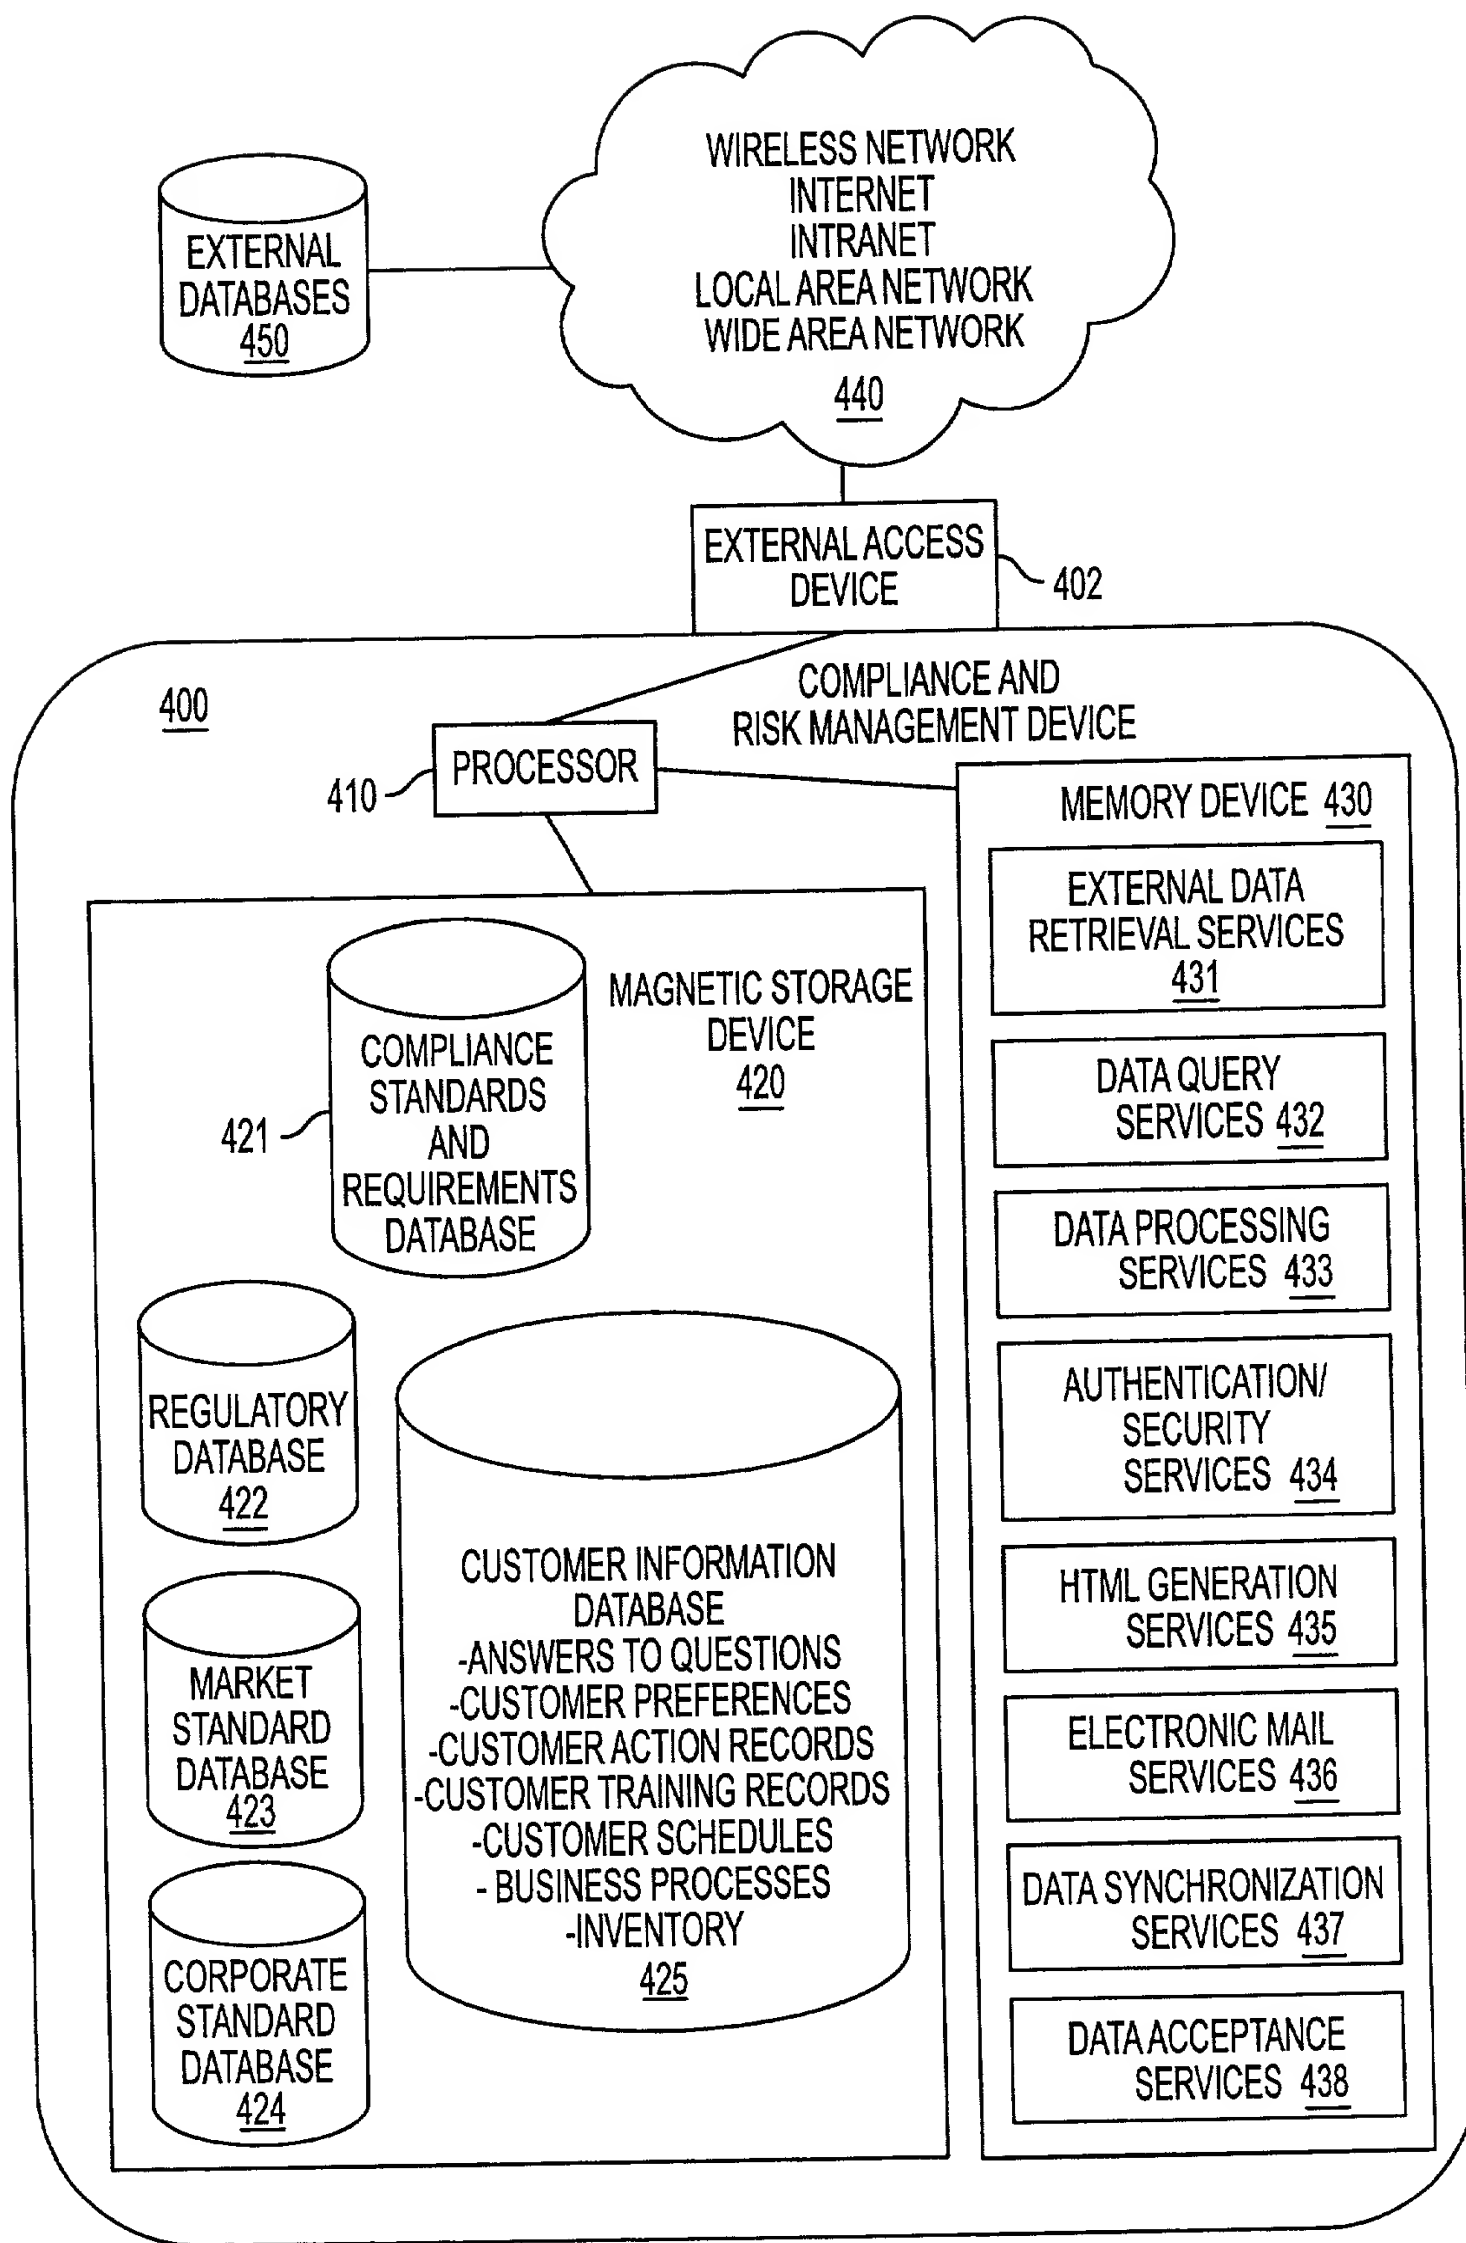 WIRELESS NETWORK
INTERNET
INTRANET
LOCAL AREA NETWORK
WIDE AREA NETWORK
440
EXTERNAL
DATABASES
450
EXTERNAL ACCESS
DEVICE
402
400
COMPLIANCE AND
RISK MANAGEMENT DEVICE
PROCESSOR
410
MAGNETIC STORAGE
DEVICE
420
COMPLIANCE
STANDARDS
AND
REQUIREMENTS
DATABASE
421
REGULATORY
DATABASE
422
MARKET
STANDARD
DATABASE
423
CORPORATE
STANDARD
DATABASE
424
CUSTOMER INFORMATION
DATABASE
-ANSWERS TO QUESTIONS
-CUSTOMER PREFERENCES
-CUSTOMER ACTION RECORDS
-CUSTOMER TRAINING RECORDS
-CUSTOMER SCHEDULES
- BUSINESS PROCESSES
-INVENTORY
425
MEMORY DEVICE 430
EXTERNAL DATA
RETRIEVAL SERVICES
431
DATA QUERY
SERVICES 432
DATA PROCESSING
SERVICES 433
AUTHENTICATION/
SECURITY
SERVICES 434
HTML GENERATION
SERVICES 435
ELECTRONIC MAIL
SERVICES 436
DATA SYNCHRONIZATION
SERVICES 437
DATA ACCEPTANCE
SERVICES 438